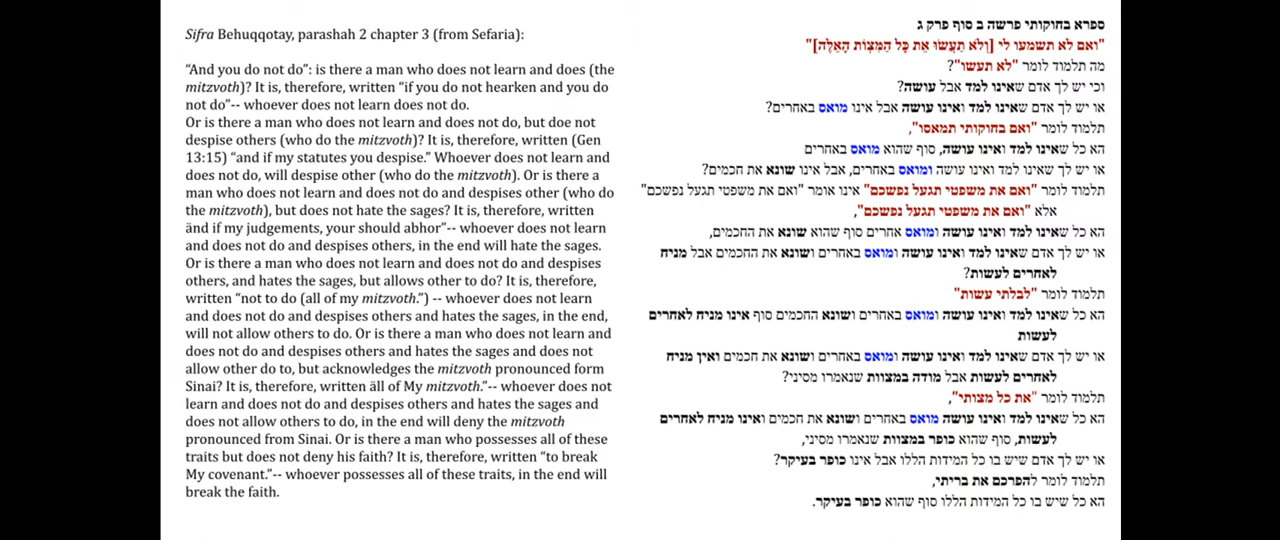 Sifra Behuqqotay, parashah 2 chapter 3 (from Sefaria):
“And you do not do”: is there a man who does not learn and does (the
mitzvoth)? It is, therefore, written “if you do not hearken and you do
not do”-- whoever does not learn does not do.
Or is there a man who does not learn and does not do, but doe not
despise others (who do the mitzvoth)? It is, therefore, written (Gen
13:15) “and if my statutes you despise.” Whoever does not learn and
does not do, will despise other (who do the mitzvoth). Or is there a
man who does not learn and does not do and despises other (who do
the mitzvoth), but does not hate the sages? It is, therefore, written
änd if my judgements, your should abhor”-- whoever does not learn
and does not do and despises others, in the end will hate the sages.
Or is there a man who does not learn and does not do and despises
others, and hates the sages, but allows other to do? It is, therefore,
written “not to do (all of my mitzvoth.”) -- whoever does not learn
and does not do and despises others and hates the sages, in the end,
will not allow others to do. Or is there a man who does not learn and
does not do and despises others and hates the sages and does not
allow other do to, but acknowledges the mitzvoth pronounced form
Sinai? It is, therefore, written äll of My mitzvoth.”-- whoever does not
learn and does not do and despises others and hates the sages and
does not allow others to do, in the end will deny the mitzvoth
pronounced from Sinai. Or is there a man who possesses all of these
traits but does not deny his faith? It is, therefore, written “to break
My covenant.”-- whoever possesses all of these traits, in the end will
break the faith.
ספרא בחוקותי פרשה ב סוף פרק ג
"ואם לא תשמעו לי [וְלֹא תַעֲשׂוּ אֵת כָּל הַמִּצְוֹת הָאֵלֶּה]"
מה תלמוד לומר "לא תעשו"?
וכי יש לך אדם שאינו למד אבל עושה?
או יש לך אדם שאינו למד ואינו עושה אבל אינו מואס באחרים?
תלמוד לומר "ואם בחוקותי תמאסו",
הא כל שאינו למד ואינו עושה, סוף שהוא מואס באחרים
או יש לך אדם שאינו למד ואינו עושה ומואס באחרים, אבל אינו שונא את חכמים?
תלמוד לומר "ואם את משפטי תגעל נפשכם" אינו אומר "ואם את משפטי תגעל נפשכם"
אלא "ואם את משפטי תגעל נפשכם",
הא כל שאינו למד ואינו עושה ומואס אחרים סוף שהוא שונא את החכמים,
או יש לך אדם שאינו למד ואינו עושה ומואס באחרים ושונא את החכמים אבל מניח
לאחרים לעשות?
תלמוד לומר "לבלתי עשות"
הא כל שאינו למד ואינו עושה ומואס באחרים ושונא החכמים סוף אינו מניח לאחרים
לעשות
או יש לך אדם שאינו למד ואינו עושה ומואס באחרים ושונא את חכמים ואין מניח
לאחרים לעשות אבל מודה במצוות שנאמרו מסיני?
תלמוד לומר "את כל מצותי",
הא כל שאינו למד ואינו עושה מואס באחרים ושונא את חכמים ואינו מניח לאחרים
לעשות, סוף שהוא כופר במצוות שנאמרו מסיני,
או יש לך אדם שיש בו כל המידות הללו אבל אינו כופר בעיקר?
תלמוד לומר להפרכם את בריתי,
הא כל שיש בו כל המידות הללו סוף שהוא כופר בעיקר.